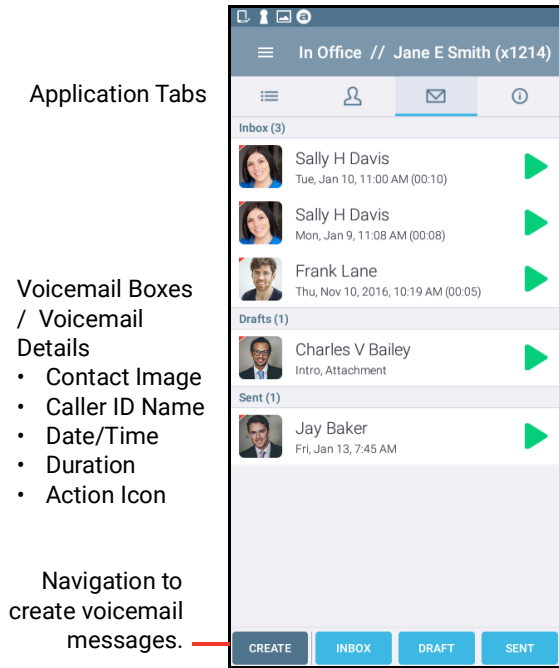 In Office // Jane E Smith (x1214)
Application Tabs
Inbox (3)
Sally H Davis
Tue, Jan 10, 11:00 AM (00:10)
Sally H Davis
Mon, Jan 9, 11:08 AM (00:08)
Frank Lane
Thu, Nov 10, 2016, 10:19 AM (00:05)
Drafts (1)
Charles V Bailey
Intro, Attachment
Sent (1)
Jay Baker
Fri, Jan 13, 7:45 AM
Voicemail Boxes
/ Voicemail
Details
• Contact Image
• Caller ID Name
• Date/Time
• Duration
• Action Icon
Navigation to
create voicemail
messages.
CREATE
INBOX
DRAFT
SENT